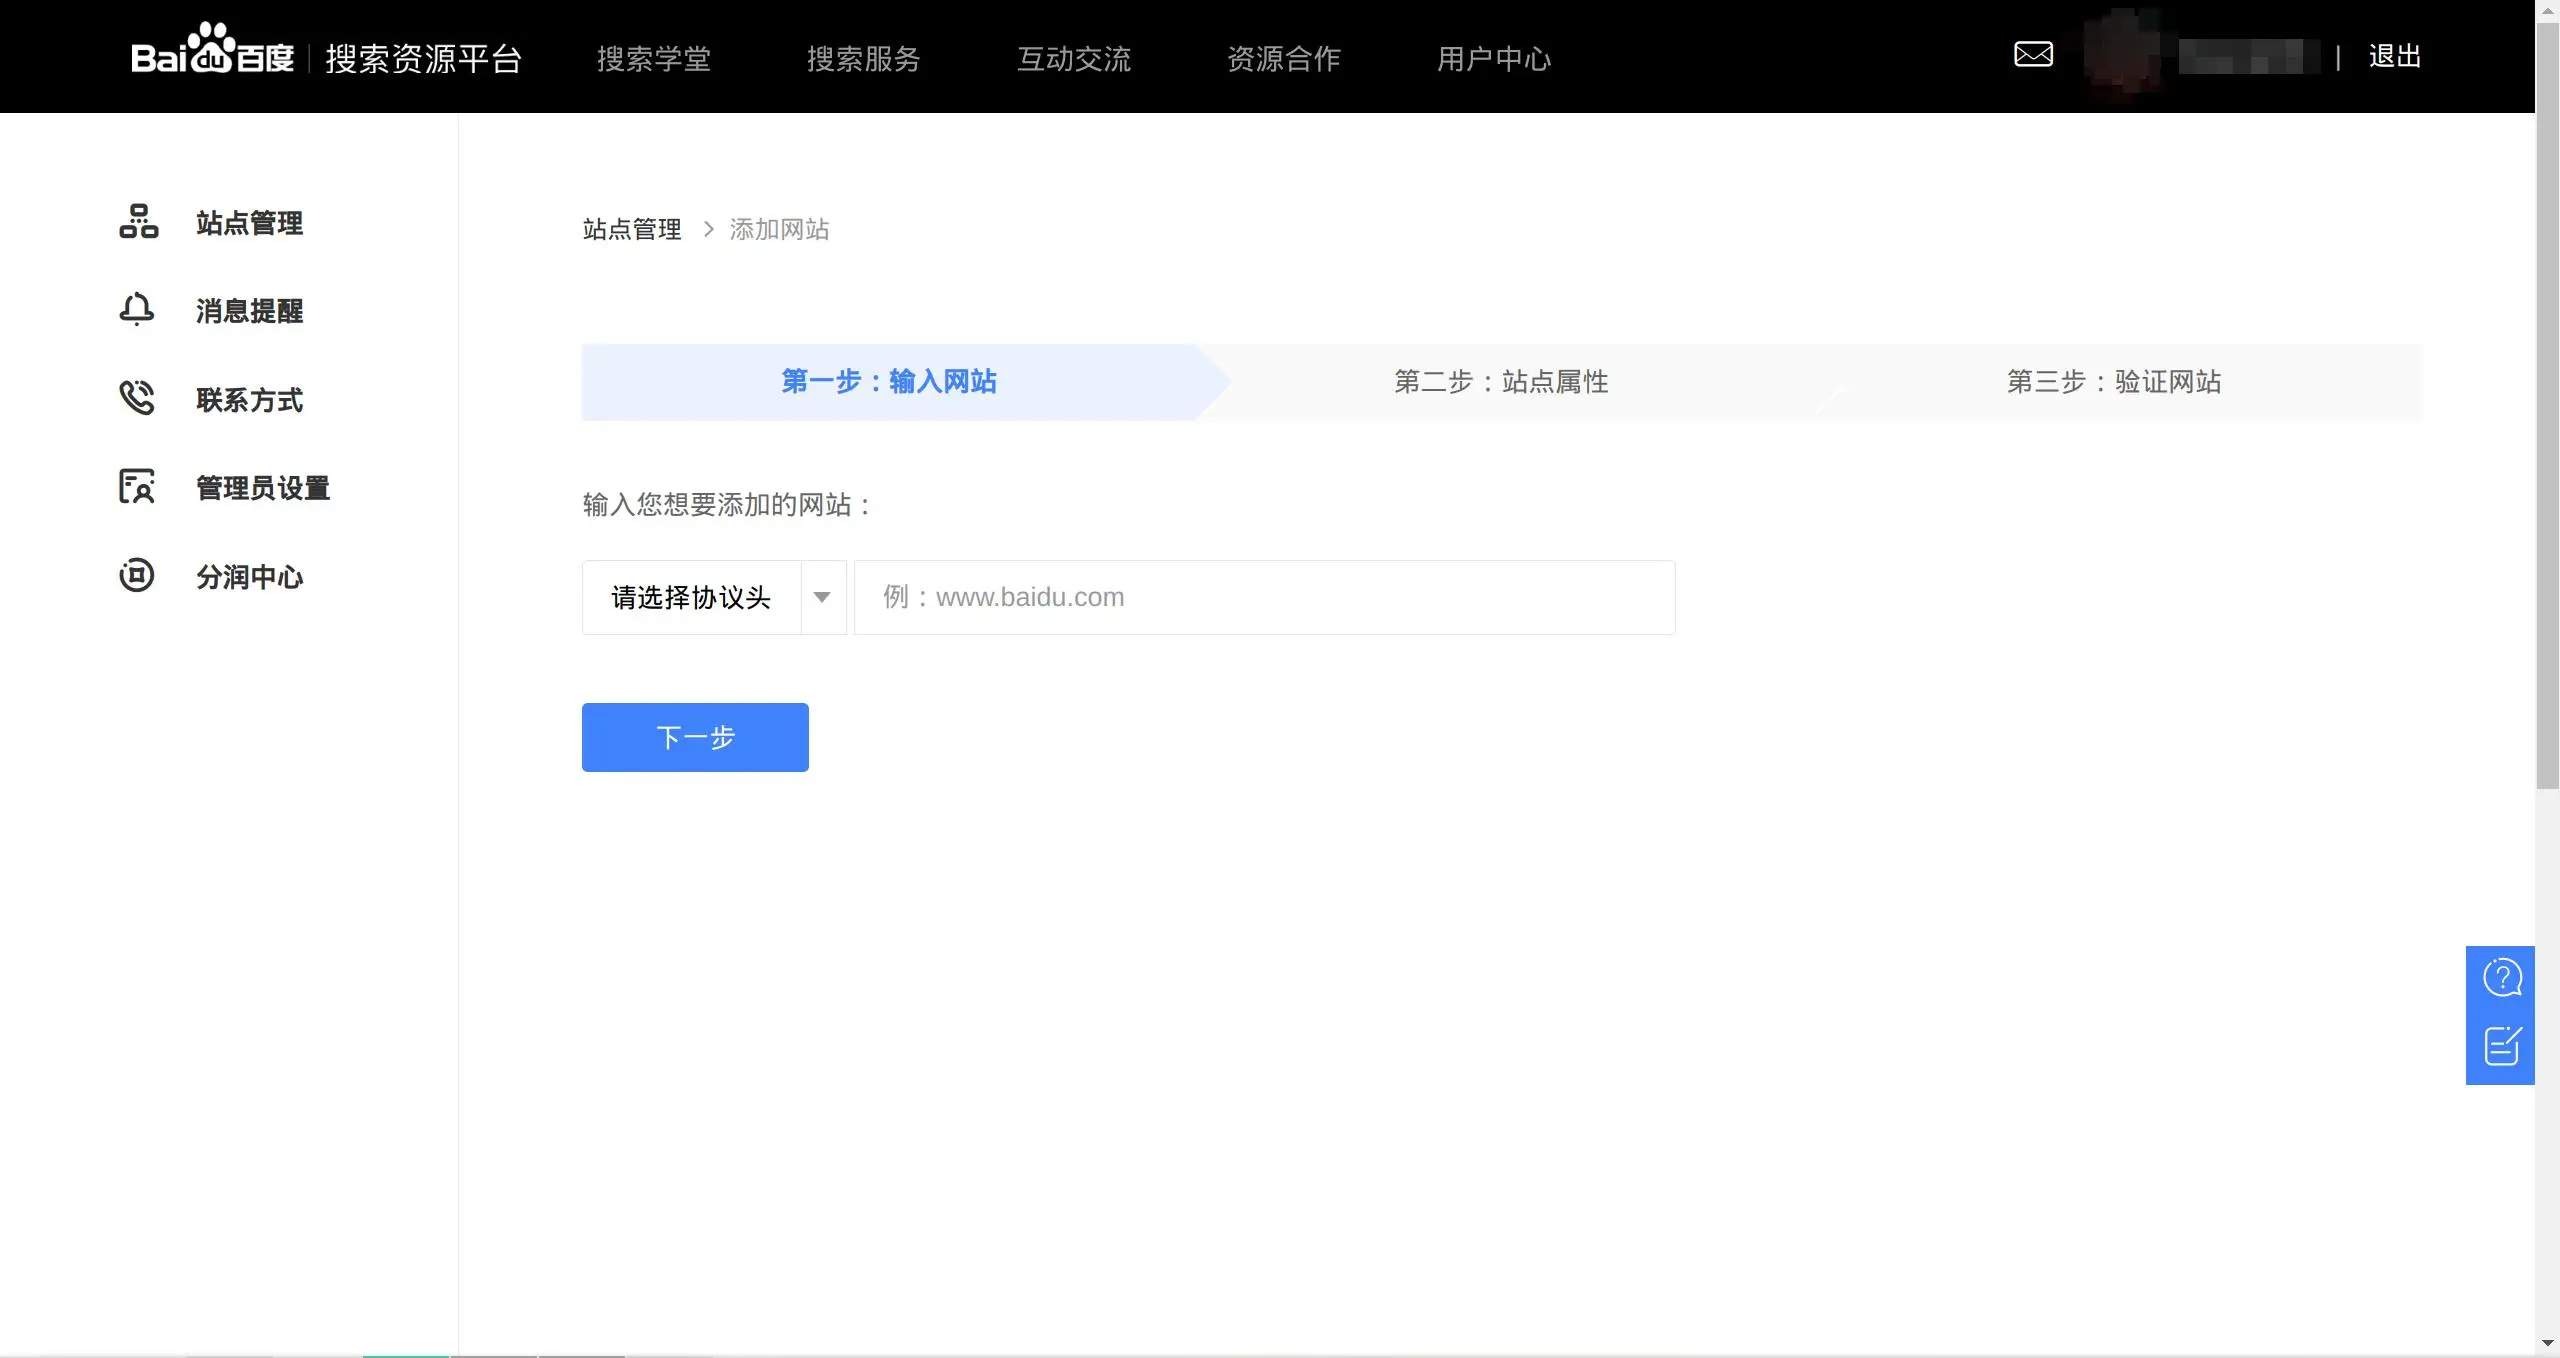 Bai du 百度 搜索资源平台 搜索学堂 搜索服务 互动交流 资源合作 用户中心 | 退出
站点管理
消息提醒
联系方式
管理员设置
分润中心
站点管理 > 添加网站
第一步：输入网站 第二步：站点属性 第三步：验证网站
输入您想要添加的网站：
请选择协议头 例：www.baidu.com
下一步